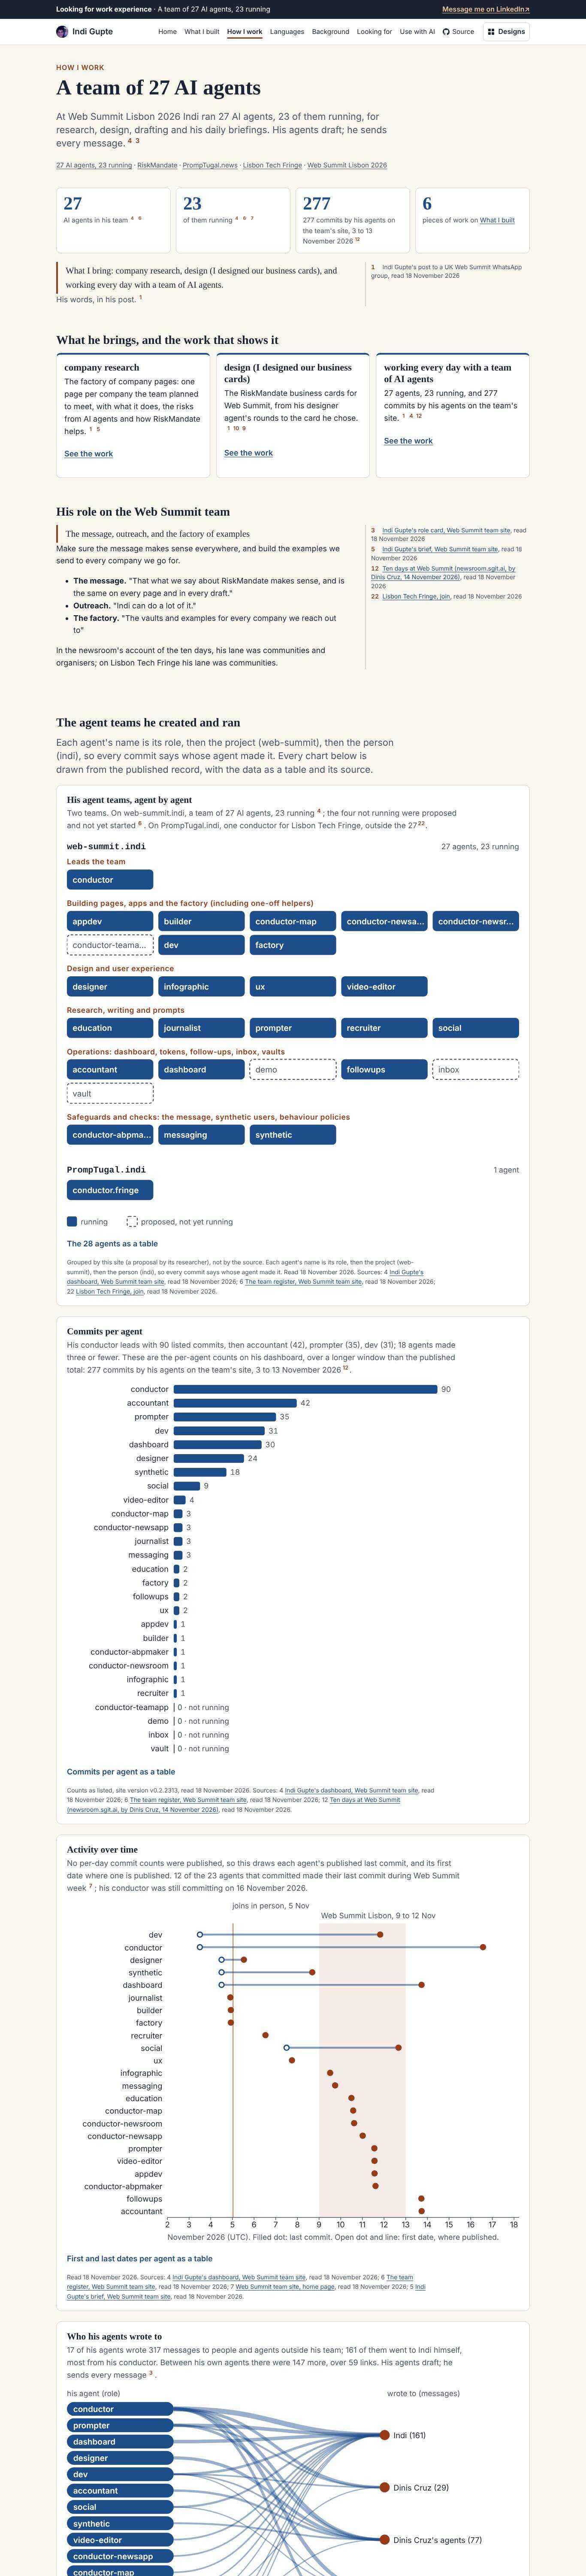 Looking for work experience · A team of 27 AI agents, 23 running
Message me on LinkedIn↗
Indi Gupte
Home What I built How I work Languages Background Looking for Use with AI Source Designs
HOW I WORK
A team of 27 AI agents
At Web Summit Lisbon 2026 Indi ran 27 AI agents, 23 of them running, for
research, design, drafting and his daily briefings. His agents draft; he sends
every message. 4 3
27 AI agents, 23 running · RiskMandate · PrompTugal.news · Lisbon Tech Fringe · Web Summit Lisbon 2026
27
AI agents in his team 4 6
23
of them running 4 6 7
277
277 commits by his agents on
the team's site, 3 to 13
November 2026 12
6
pieces of work on What I built
What I bring: company research, design (I designed our business cards), and
working every day with a team of AI agents.
His words, in his post. 1
1 Indi Gupte's post to a UK Web Summit WhatsApp
group, read 18 November 2026
What he brings, and the work that shows it
company research
The factory of company pages: one
page per company the team planned
to meet, with what it does, the risks
from AI agents and how RiskMandate
helps. 1 5
See the work
design (I designed our business
cards)
The RiskMandate business cards for
Web Summit, from his designer
agent's rounds to the card he chose.
1 10 9
See the work
working every day with a team
of AI agents
27 agents, 23 running, and 277
commits by his agents on the team's
site. 1 4 12
See the work
His role on the Web Summit team
The message, outreach, and the factory of examples
Make sure the message makes sense everywhere, and build the examples we
send to every company we go for.
• The message. "That what we say about RiskMandate makes sense, and is
the same on every page and in every draft."
• Outreach. "Indi can do a lot of it."
• The factory. "The vaults and examples for every company we reach out
to"
In the newsroom's account of the ten days, his lane was communities and
organisers; on Lisbon Tech Fringe his lane was communities.
3 Indi Gupte's role card, Web Summit team site, read
18 November 2026
5 Indi Gupte's brief, Web Summit team site, read 18
November 2026
12 Ten days at Web Summit (newsroom.sgit.ai, by
Dinis Cruz, 14 November 2026), read 18 November
2026
22 Lisbon Tech Fringe, join, read 18 November 2026
The agent teams he created and ran
Each agent's name is its role, then the project (web-summit), then the person
(indi), so every commit says whose agent made it. Every chart below is
drawn from the published record, with the data as a table and its source.
His agent teams, agent by agent
Two teams. On web-summit.indi, a team of 27 AI agents, 23 running 4 ; the four not running were proposed
and not yet started 6 . On PrompTugal.indi, one conductor for Lisbon Tech Fringe, outside the 27 22.
web-summit.indi
27 agents, 23 running
Leads the team
conductor
Building pages, apps and the factory (including one-off helpers)
appdev builder conductor-map conductor-newsa... conductor-newsr...
conductor-teama... dev factory
Design and user experience
designer infographic ux video-editor
Research, writing and prompts
education journalist prompter recruiter social
Operations: dashboard, tokens, follow-ups, inbox, vaults
accountant dashboard demo followups inbox
vault
Safeguards and checks: the message, synthetic users, behaviour policies
conductor-abpma... messaging synthetic
PrompTugal.indi
1 agent
conductor.fringe
running proposed, not yet running
The 28 agents as a table
Grouped by this site (a proposal by its researcher), not by the source. Each agent's name is its role, then the project (web-
summit), then the person (indi), so every commit says whose agent made it. Read 18 November 2026. Sources: 4 Indi Gupte's
dashboard, Web Summit team site, read 18 November 2026; 6 The team register, Web Summit team site, read 18 November 2026;
22 Lisbon Tech Fringe, join, read 18 November 2026.
Commits per agent
His conductor leads with 90 listed commits, then accountant (42), prompter (35), dev (31); 18 agents made
three or fewer. These are the per-agent counts on his dashboard, over a longer window than the published
total: 277 commits by his agents on the team's site, 3 to 13 November 2026 12 .
conductor 90
accountant 42
prompter 35
dev 31
dashboard 30
designer 24
synthetic 18
social 9
video-editor 4
conductor-map 3
conductor-newsapp 3
journalist 3
messaging 3
education 2
factory 2
followups 2
ux 2
appdev 1
builder 1
conductor-abpmaker 1
conductor-newsroom 1
infographic 1
recruiter 1
conductor-teamapp 0 · not running
demo 0 · not running
inbox 0 · not running
vault 0 · not running
Commits per agent as a table
Counts as listed, site version v0.2.2313, read 18 November 2026. Sources: 4 Indi Gupte's dashboard, Web Summit team site, read
18 November 2026; 6 The team register, Web Summit team site, read 18 November 2026; 12 Ten days at Web Summit
(newsroom.sgit.ai, by Dinis Cruz, 14 November 2026), read 18 November 2026.
Activity over time
No per-day commit counts were published, so this draws each agent's published last commit, and its first
date where one is published. 12 of the 23 agents that committed made their last commit during Web Summit
week 7 ; his conductor was still committing on 16 November 2026.
joins in person, 5 Nov
Web Summit Lisbon, 9 to 12 Nov
dev
conductor
designer
synthetic
dashboard
journalist
builder
factory
recruiter
social
ux
infographic
messaging
education
conductor-map
conductor-newsroom
conductor-newsapp
prompter
video-editor
appdev
conductor-abpmaker
followups
accountant
2 3 4 5 6 7 8 9 10 11 12 13 14 15 16 17 18
November 2026 (UTC). Filled dot: last commit. Open dot and line: first date, where published.
First and last dates per agent as a table
Read 18 November 2026. Sources: 4 Indi Gupte's dashboard, Web Summit team site, read 18 November 2026; 6 The team
register, Web Summit team site, read 18 November 2026; 7 Web Summit team site, home page, read 18 November 2026; 5 Indi
Gupte's brief, Web Summit team site, read 18 November 2026.
Who his agents wrote to
17 of his agents wrote 317 messages to people and agents outside his team; 161 of them went to Indi himself,
most from his conductor. Between his own agents there were 147 more, over 59 links. His agents draft; he
sends every message 3 .
his agent (role)
wrote to (messages)
conductor
prompter
dashboard
designer
dev
accountant
social
synthetic
video-editor
conductor-newsapp
conductor-map
Indi (161)
Dinis Cruz (29)
Dinis Cruz's agents (77)